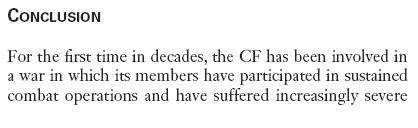 CONCLUSION
For the first time in decades, the CF has been involved in
a war in which its members have participated in sustained
combat operations and have suffered increasingly severe